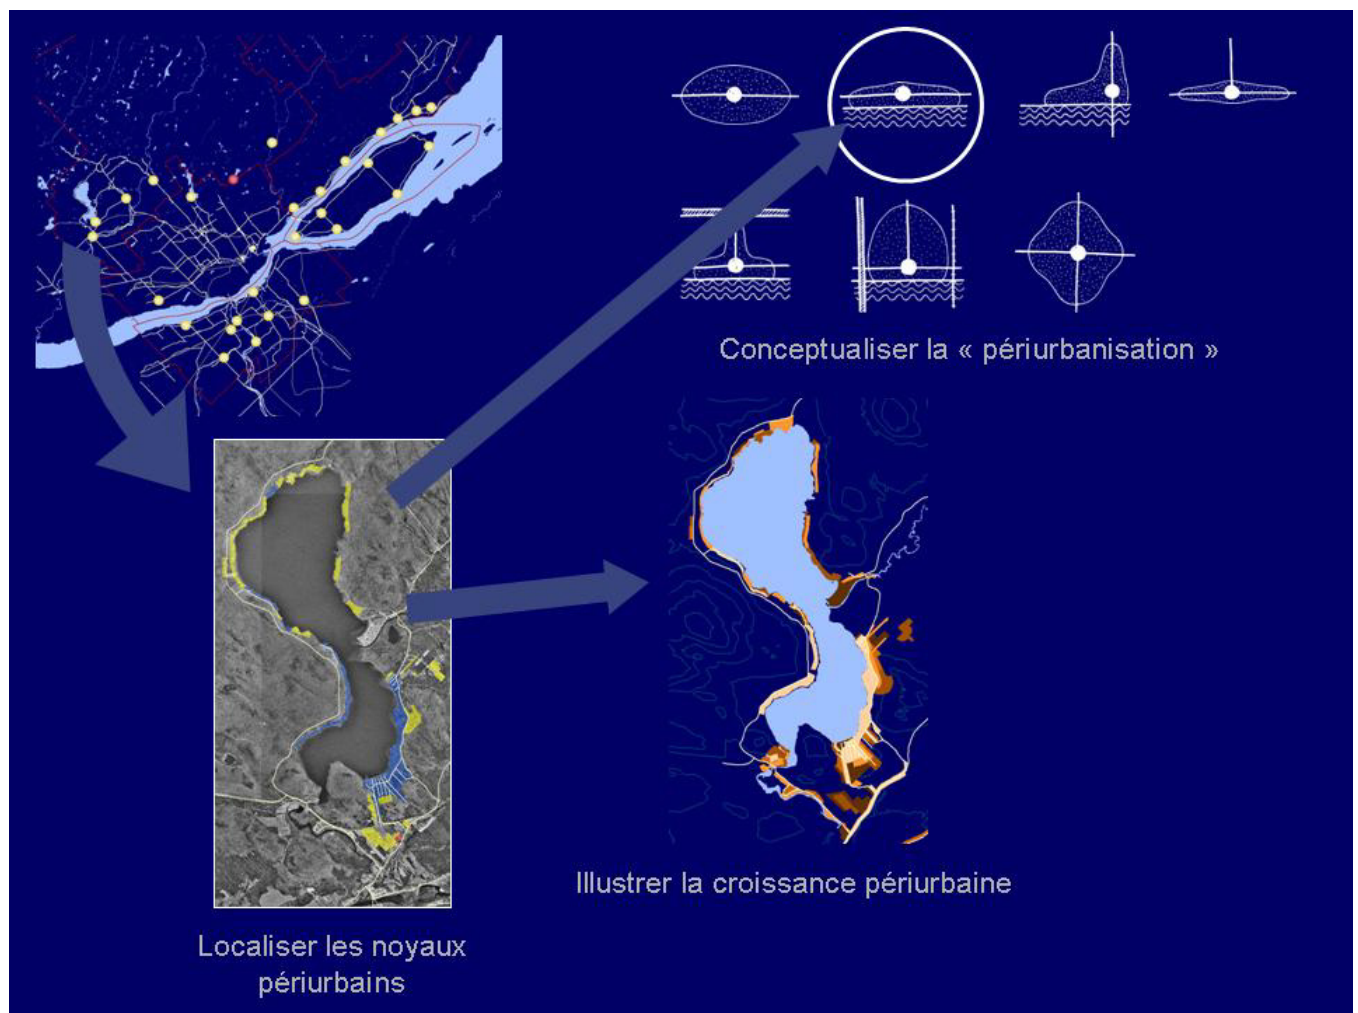 Conceptualiser la « périurbanisation »
Illustrer la croissance périurbaine
Localiser les noyaux
périurbains